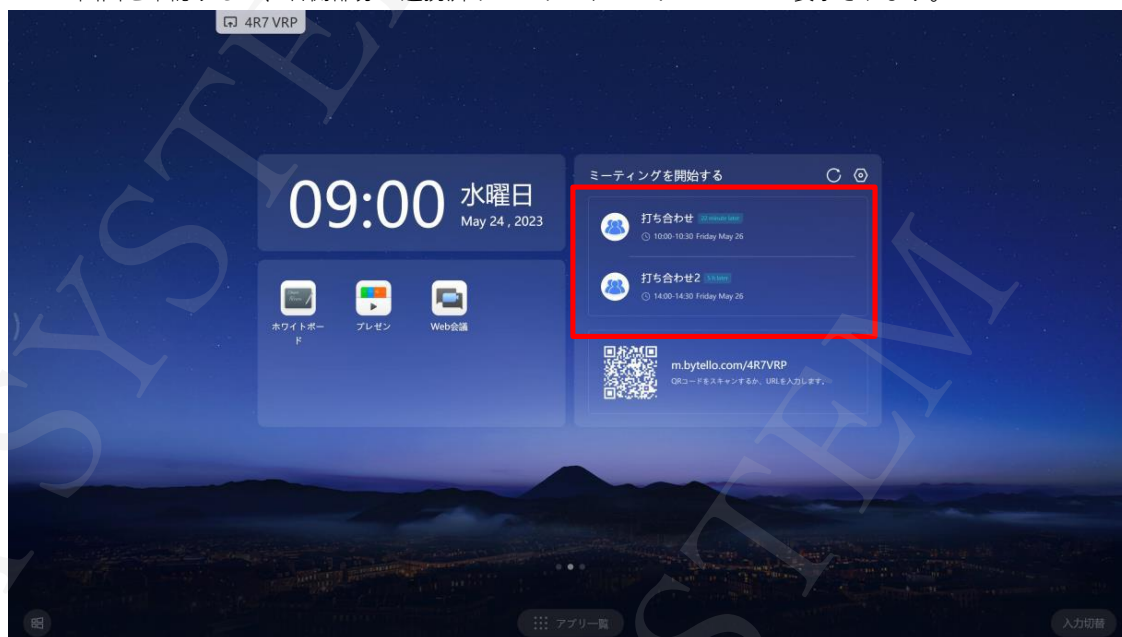 4R7 VRP
09:00
水曜日
May 24 , 2023
ミーティングを開始する
打ち合わせ
10:00-10:30 Friday May 26
打ち合わせ2
14:00-14:30 Friday May 26
ホワイトボー
ド
プレゼン
Web会議
m.bytello.com/4R7VRP
QRコードをスキャンするか、URLを入力します。
アプリ一覧
入力切替
SYSTEM
STEM